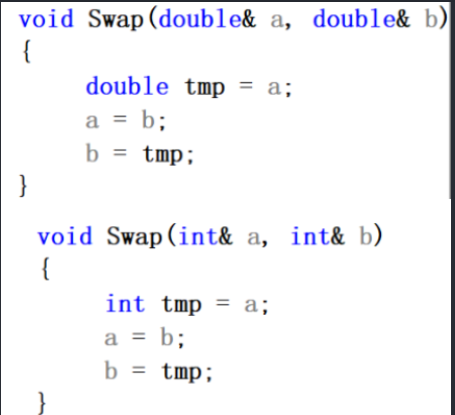 void Swap(double& a, double& b)
{
double tmp = a;
a = b;
b = tmp;
}
void Swap(int& a, int& b)
{
int tmp = a;
a = b;
b = tmp;
}